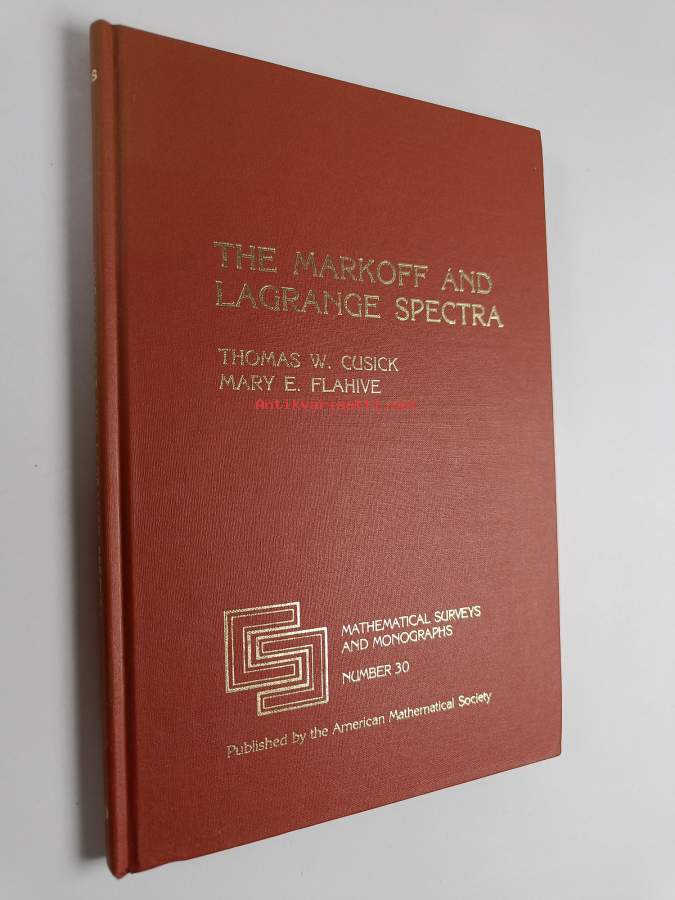 THE MARKOFF AND
LAGRANGE SPECTRA
THOMAS W. CUSICK
MARY E. FLAHIVE
Antikvariaatti.net
MATHEMATICAL SURVEYS
AND MONOGRAPHS
NUMBER 30
Published by the American Mathematical Society